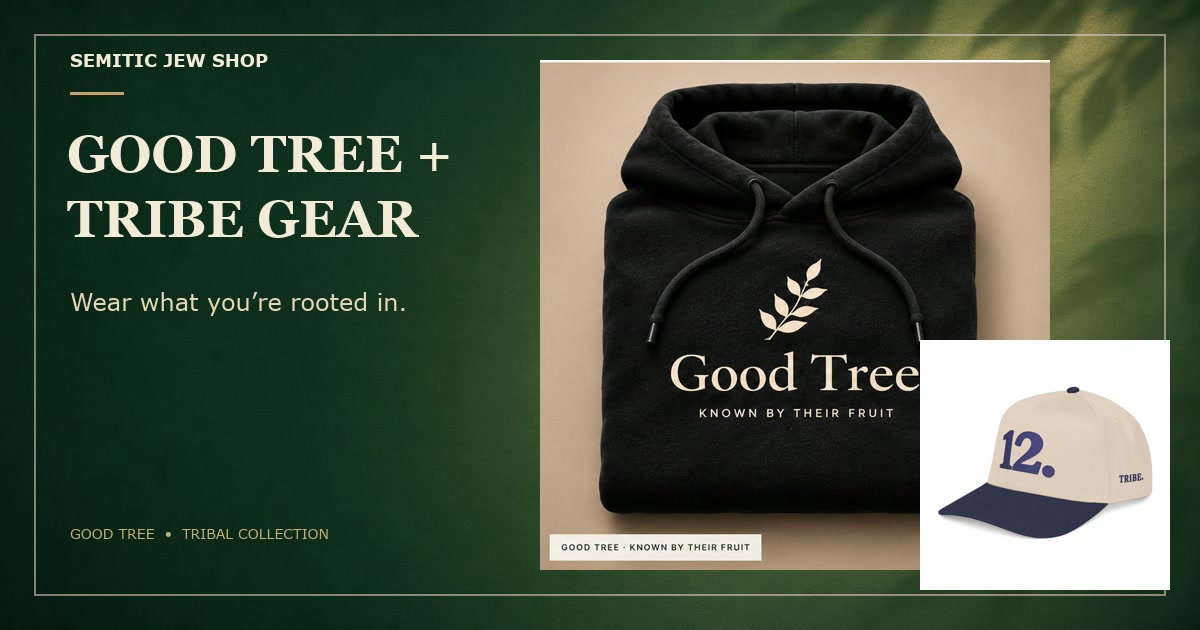 SEMITIC JEW SHOP
GOOD TREE +
TRIBE GEAR
Wear what you’re rooted in.
GOOD TREE • TRIBAL COLLECTION
Good Tree
KNOWN BY THEIR FRUIT
GOOD TREE · KNOWN BY THEIR FRUIT
12.
TRIBE.